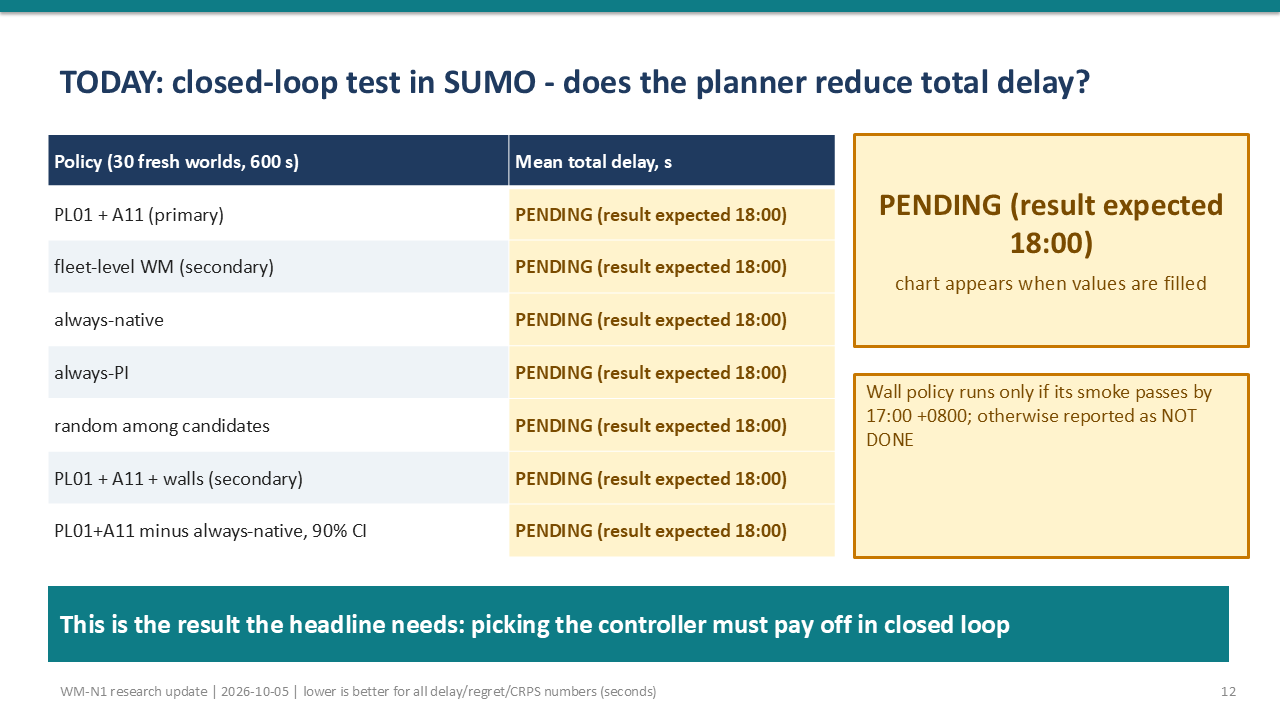 TODAY: closed-loop test in SUMO - does the planner reduce total delay?
Policy (30 fresh worlds, 600 s) Mean total delay, s
PL01 + A11 (primary) PENDING (result expected 18:00)
fleet-level WM (secondary) PENDING (result expected 18:00)
always-native PENDING (result expected 18:00)
always-PI PENDING (result expected 18:00)
random among candidates PENDING (result expected 18:00)
PL01 + A11 + walls (secondary) PENDING (result expected 18:00)
PL01+A11 minus always-native, 90% CI PENDING (result expected 18:00)
PENDING (result expected
18:00)
chart appears when values are filled
Wall policy runs only if its smoke passes by
17:00 +0800; otherwise reported as NOT
DONE
This is the result the headline needs: picking the controller must pay off in closed loop
WM-N1 research update | 2026-10-05 | lower is better for all delay/regret/CRPS numbers (seconds)
12